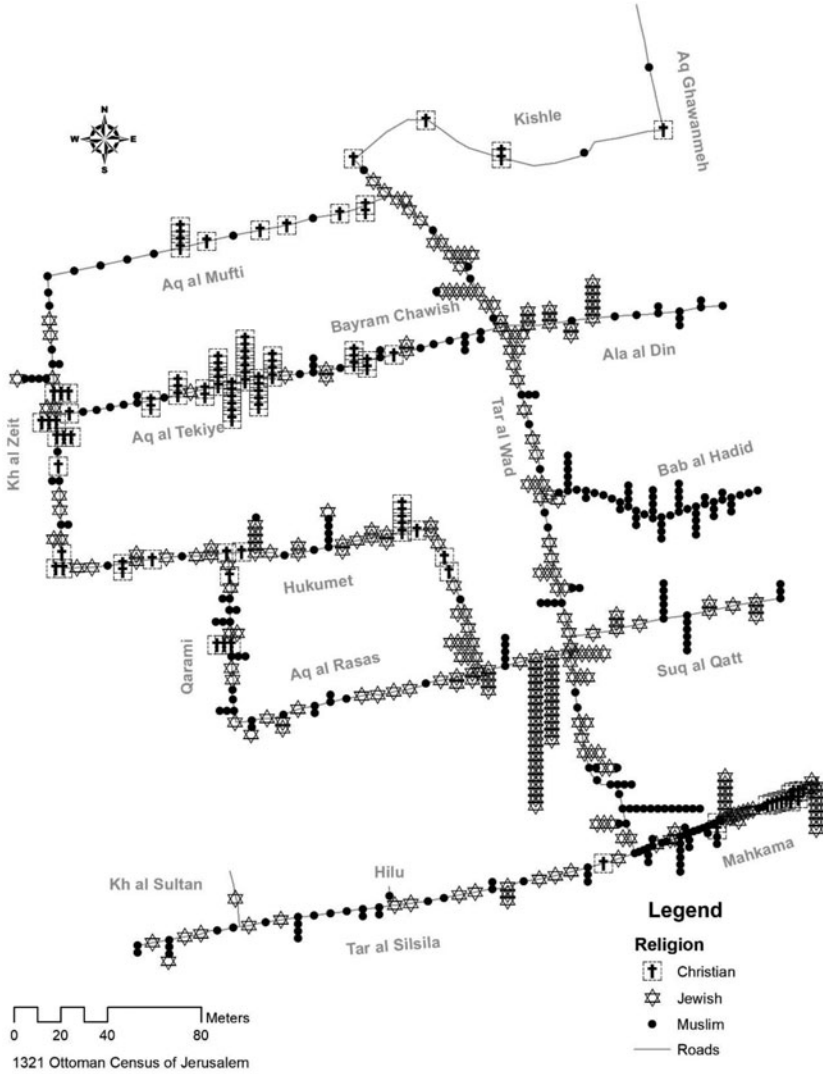 N
W E
S
Kishle
Aq Ghawanmeh
Aq al Mufti
Bayram Chawish
Ala al Din
Kh al Zeit
Aq al Tekiye
Tar al Wad
Bab al Hadid
Hukumet
Qarami
Aq al Rasas
Suq al Qatt
Mahkama
Kh al Sultan
Hilu
Tar al Silsila
Legend
Religion
Christian
Jewish
Muslim
Roads
Meters
0 20 40 80
1321 Ottoman Census of Jerusalem